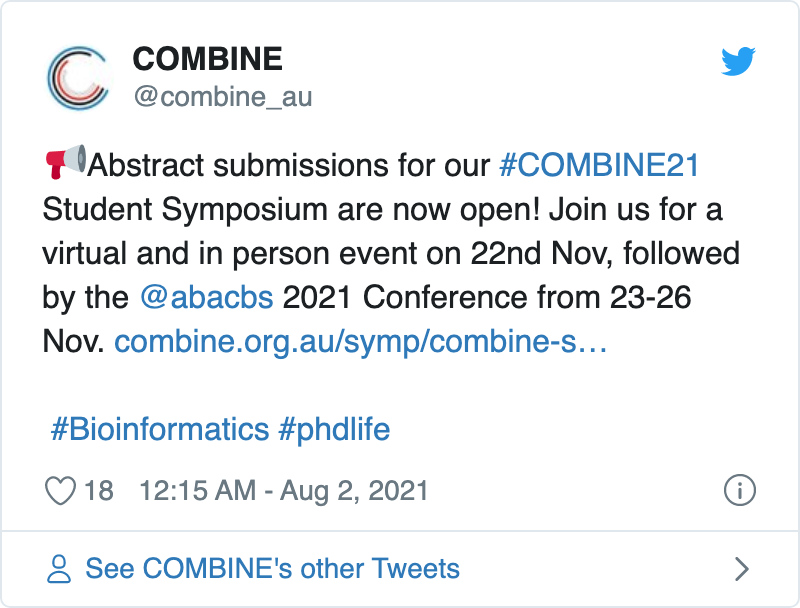 COMBINE
@combine_au
📢Abstract submissions for our #COMBINE21
Student Symposium are now open! Join us for a
virtual and in person event on 22nd Nov, followed
by the @abacbs 2021 Conference from 23-26
Nov. combine.org.au/symp/combine-s…
#Bioinformatics #phdlife
18 12:15 AM - Aug 2, 2021
See COMBINE's other Tweets